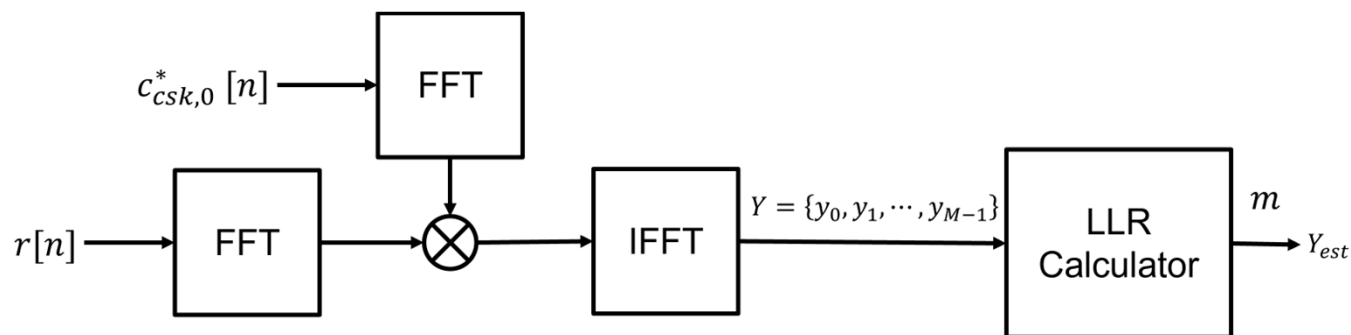 c*csk,0 [n]
FFT
r[n]
FFT
IFFT
Y = {y0, y1, ⋯, yM−1}
LLR
Calculator
m
Yest